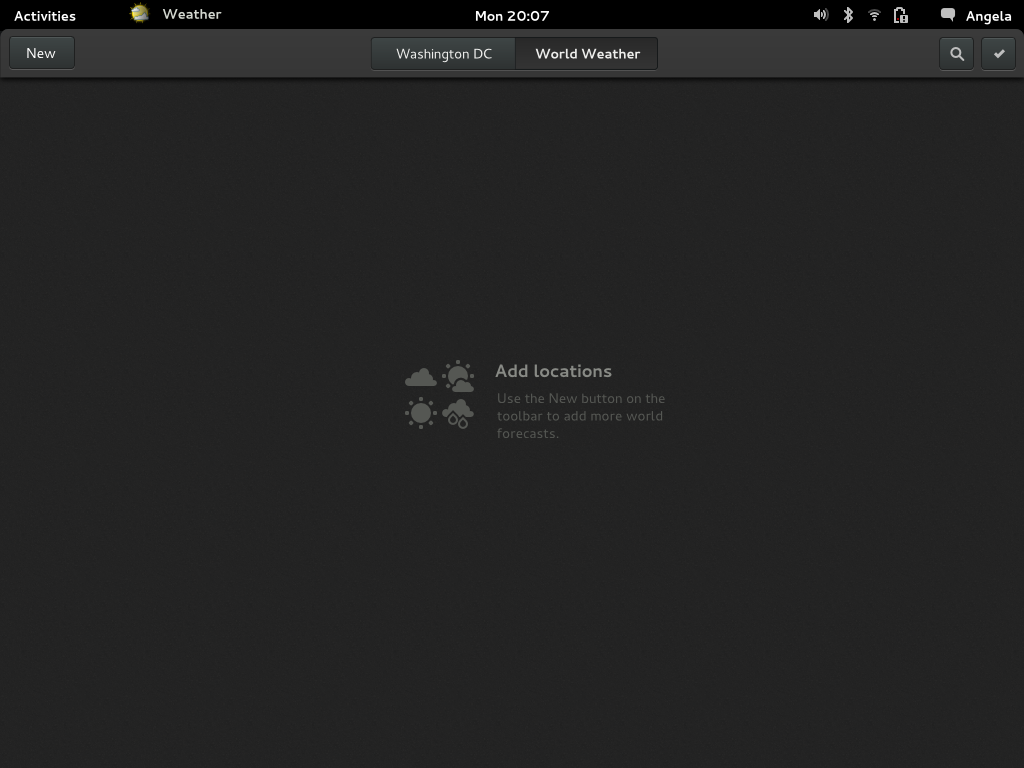 Activities Weather Mon 20:07 Angela
New Washington DC World Weather
Add locations
Use the New button on the
toolbar to add more world
forecasts.